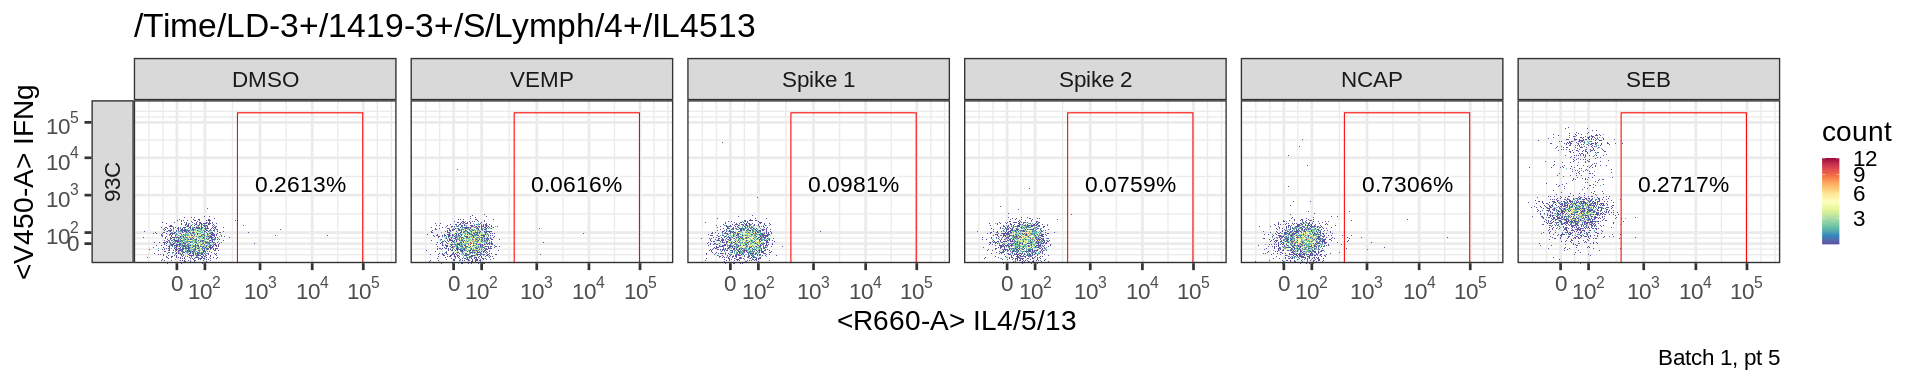 /Time/LD-3+/1419-3+/S/Lymph/4+/IL4513
DMSO VEMP Spike 1 Spike 2 NCAP SEB
<V450-A> IFNg
93C
10^5
10^4
10^3
10^2
0
0.2613% 0.0616% 0.0981% 0.0759% 0.7306% 0.2717%
0 10^2 10^3 10^4 10^5 0 10^2 10^3 10^4 10^5 0 10^2 10^3 10^4 10^5 0 10^2 10^3 10^4 10^5 0 10^2 10^3 10^4 10^5 0 10^2 10^3 10^4 10^5
<R660-A> IL4/5/13
count
12
9
6
3
Batch 1, pt 5